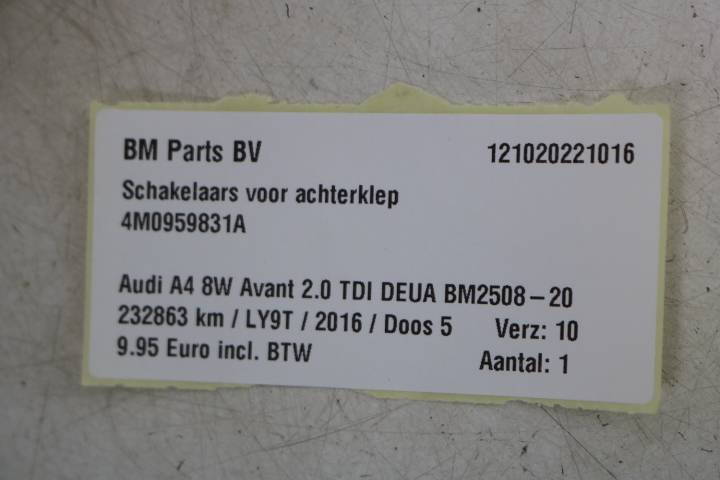 BM Parts BV 121020221016
Schakelaars voor achterklep
4M0959831A
Audi A4 8W Avant 2.0 TDI DEUA BM2508-20
232863 km / LY9T / 2016 / Doos 5 Verz: 10
9.95 Euro incl. BTW Aantal: 1